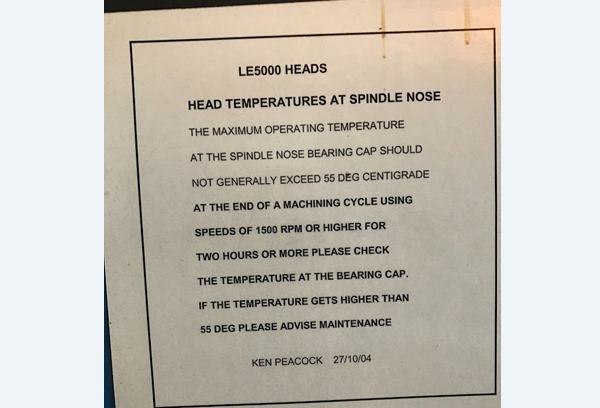 LE5000 HEADS
HEAD TEMPERATURES AT SPINDLE NOSE
THE MAXIMUM OPERATING TEMPERATURE
AT THE SPINDLE NOSE BEARING CAP SHOULD
NOT GENERALLY EXCEED 55 DEG CENTIGRADE
AT THE END OF A MACHINING CYCLE USING
SPEEDS OF 1500 RPM OR HIGHER FOR
TWO HOURS OR MORE PLEASE CHECK
THE TEMPERATURE AT THE BEARING CAP.
IF THE TEMPERATURE GETS HIGHER THAN
55 DEG PLEASE ADVISE MAINTENANCE
KEN PEACOCK 27/10/04